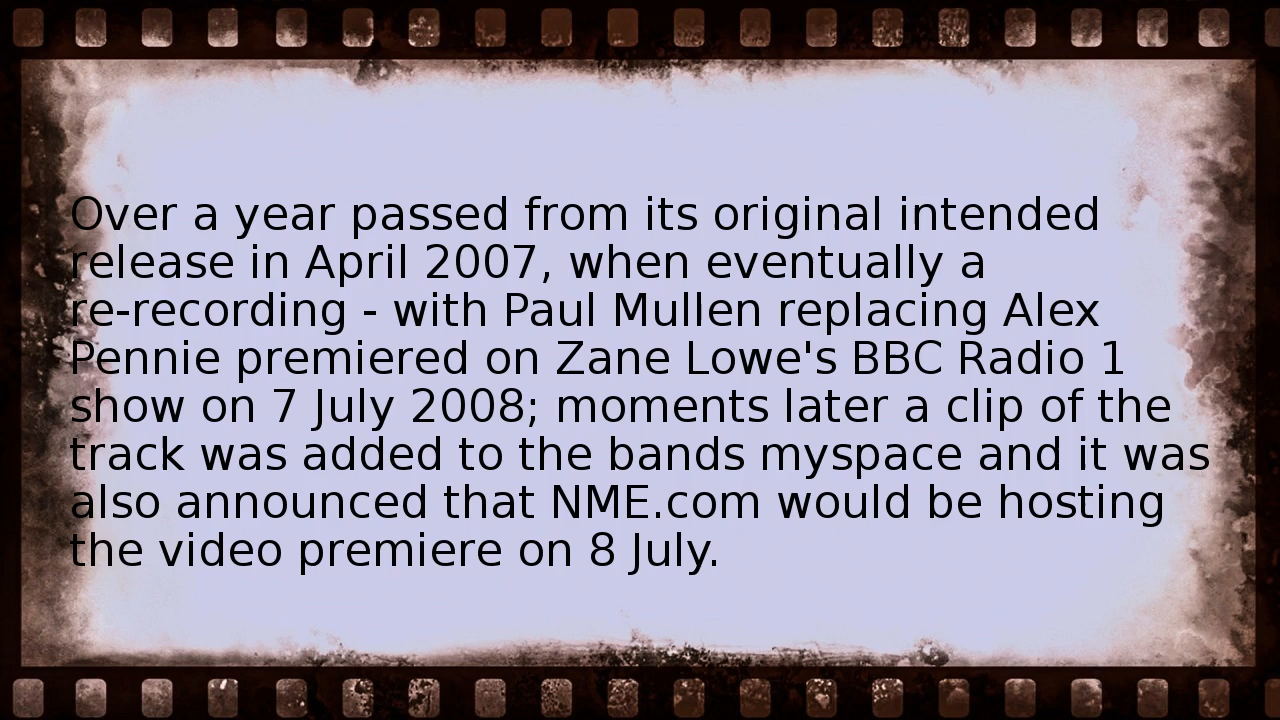 Over a year passed from its original intended
release in April 2007, when eventually a
re-recording - with Paul Mullen replacing Alex
Pennie premiered on Zane Lowe's BBC Radio 1
show on 7 July 2008; moments later a clip of the
track was added to the bands myspace and it was
also announced that NME.com would be hosting
the video premiere on 8 July.